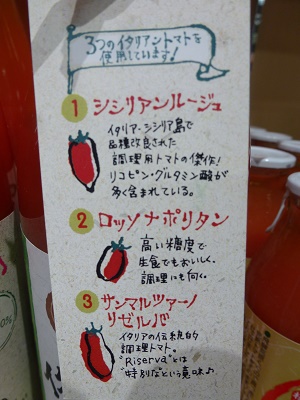 3つのイタリアントマトを
使用しています!
1 シシリアンルージュ
イタリア・シシリア島で
品種改良された
調理用トマトの傑作!
リコピン・グルタミン酸が
多く含まれている。
2 ロッソナポリタン
高い糖度で
生食でもおいしく、
調理にも向く。
3 サンマルツァーノ
リゼルバ
イタリアの伝統的
調理トマト。
"Riserva"とは
"特別な"という意味♪